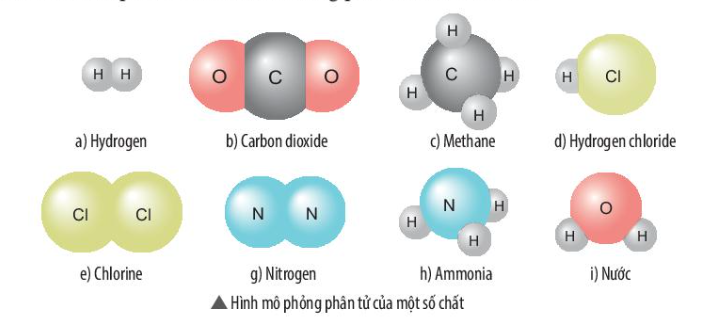 H H
O C O
H
C
H
H
H
H Cl
a) Hydrogen
b) Carbon dioxide
c) Methane
d) Hydrogen chloride
Cl Cl
N N
N
H
H
H
O
H H
e) Chlorine
g) Nitrogen
h) Ammonia
i) Nước
▲ Hình mô phỏng phân tử của một số chất